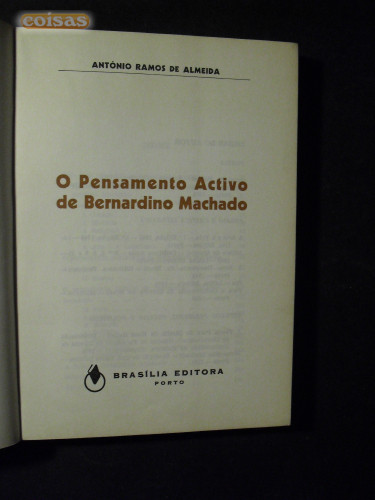 coisas
ANTÓNIO RAMOS DE ALMEIDA
O Pensamento Activo
de Bernardino Machado
BRASÍLIA EDITORA
PORTO